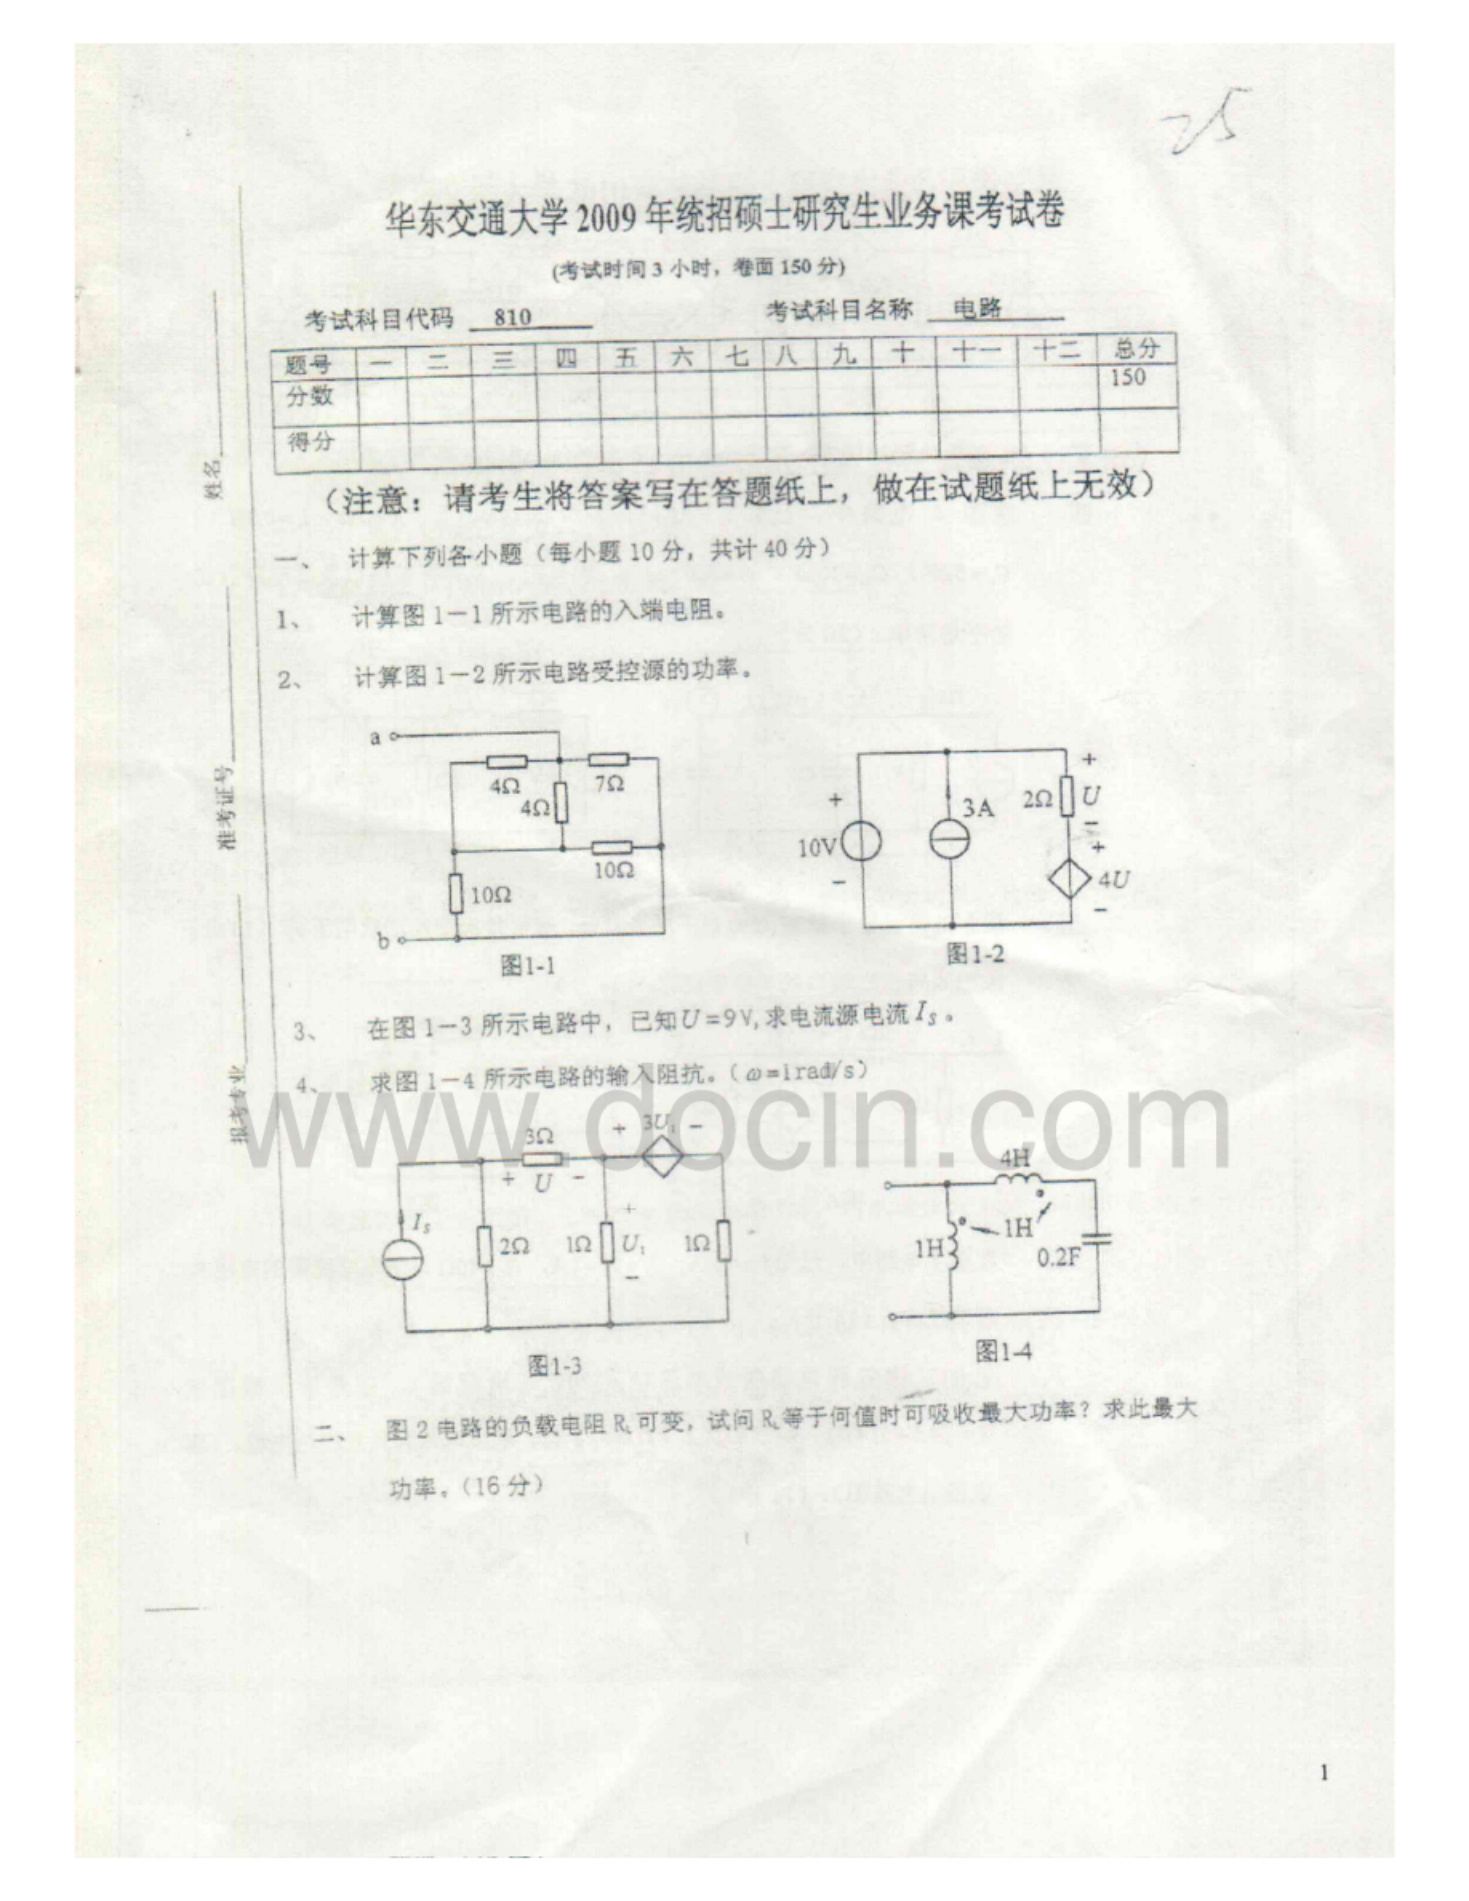 25
华东交通大学2009年统招硕士研究生业务课考试卷
(考试时间3小时，卷面150分)
考试科目代码 810 考试科目名称 电路
题号 一 二 三 四 五 六 七 八 九 十 十一 十二 总分
分数 150
得分
姓名
准考证号
报考专业
（注意：请考生将答案写在答题纸上，做在试题纸上无效）
一、 计算下列各小题（每小题10分，共计40分）
1、 计算图1－1所示电路的入端电阻。
2、 计算图1－2所示电路受控源的功率。
a
4Ω 7Ω
4Ω
10Ω
10Ω
b
图1-1
+ 
3A 2Ω U
+ −
10V +
− 4U
−
图1-2
3、 在图1－3所示电路中，已知U=9V,求电流源电流IS。
4、 求图1－4所示电路的输入阻抗。（ω=1rad/s）
www.docin.com
3Ω + 3U1 −
+ U −
IS +
2Ω 1Ω U1 1Ω
−
图1-3
4H
1H
1H 0.2F
图1-4
二、 图2电路的负载电阻RL可变，试问RL等于何值时可吸收最大功率？求此最大
功率。（16分）
1